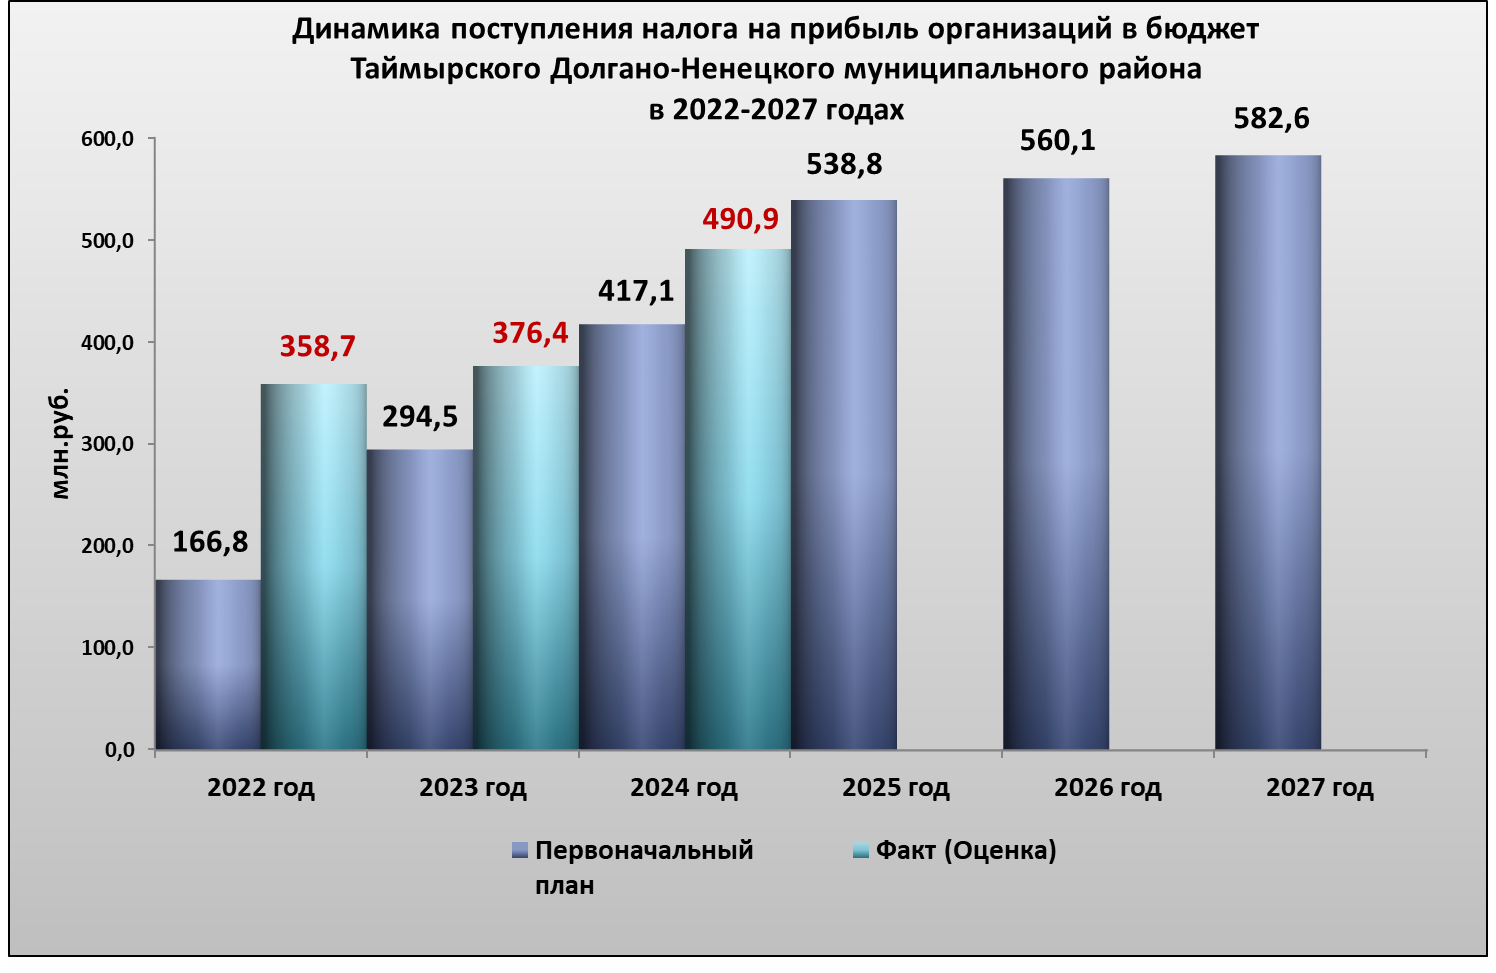 Динамика поступления налога на прибыль организаций в бюджет
Таймырского Долгано-Ненецкого муниципального района
в 2022-2027 годах
600,0
500,0
400,0
300,0
200,0
100,0
0,0
млн.руб.
166,8
358,7
294,5
376,4
417,1
490,9
538,8
560,1
582,6
2022 год
2023 год
2024 год
2025 год
2026 год
2027 год
Первоначальный
план
Факт (Оценка)